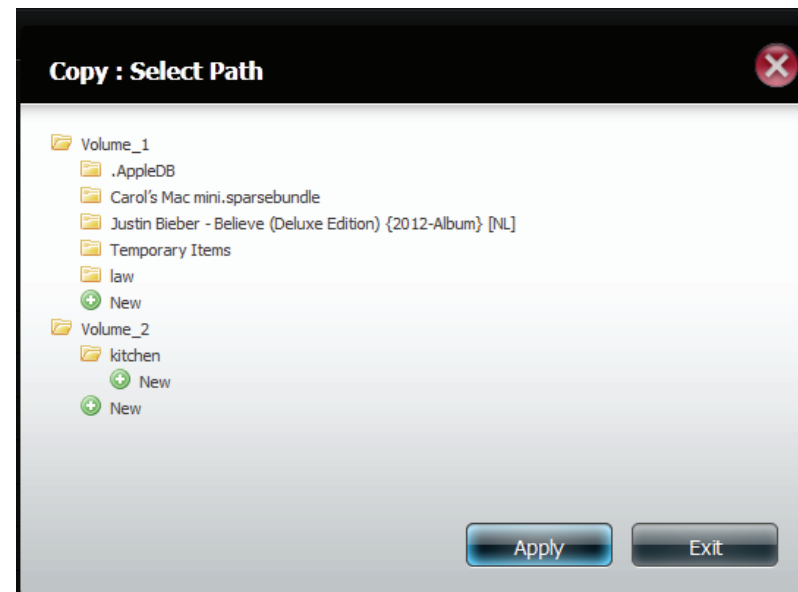 Copy : Select Path
Volume_1
.AppleDB
Carol's Mac mini.sparsebundle
Justin Bieber - Believe (Deluxe Edition) {2012-Album} [NL]
Temporary Items
law
New
Volume_2
kitchen
New
New
Apply Exit